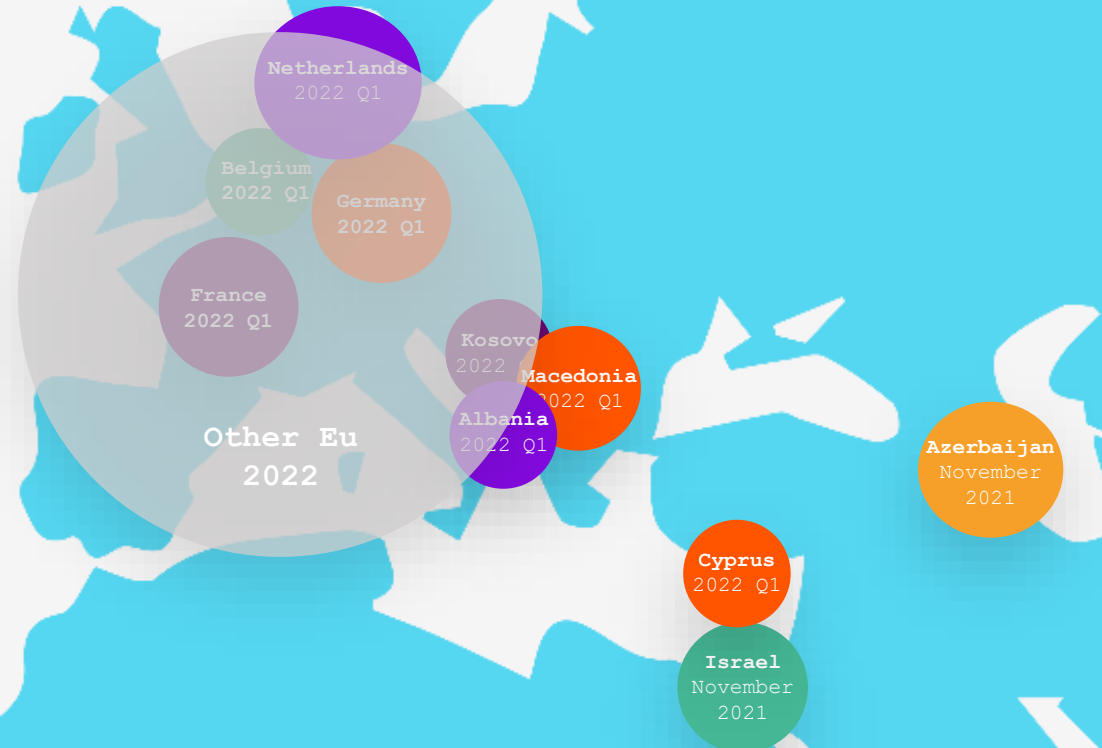 Netherlands
2022 Q1
Belgium
2022 Q1
Germany
2022 Q1
France
2022 Q1
Kosovo
2022
Macedonia
2022 Q1
Albania
2022 Q1
Other Eu
2022
Azerbaijan
November
2021
Cyprus
2022 Q1
Israel
November
2021